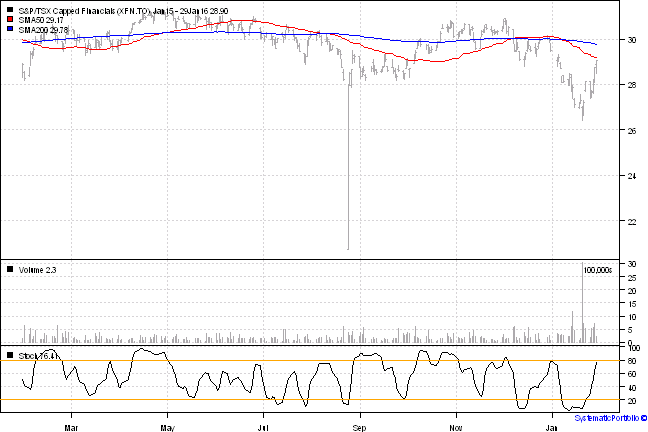 S&P/TSX Capped Financials (XFN.TO) Jan15 - 29Jan16 28.90
SMA50 29.17
SMA200 29.78
30
28
26
24
22
Volume 2.3
100,000s
30
25
20
15
10
5
0
Stoch 76.41
100
80
60
40
20
Mar
May
Jul
Sep
Nov
Jan
SystematicPortfolio ©